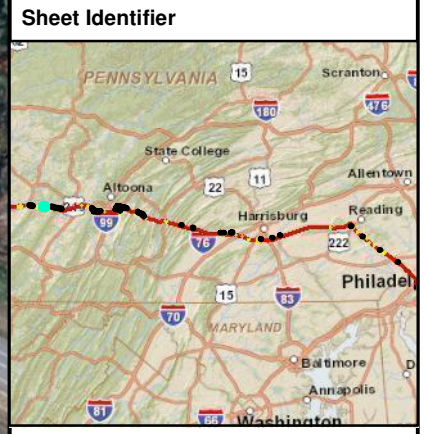 Sheet Identifier
PENNSYLVANIA
15
Scranton
180
476
State College
Allentown
Altoona
22
11
99
Harrisburg
Reading
76
222
Philadel
15
83
70
MARYLAND
Baltimore
D
Annapolis
81
66
Washington